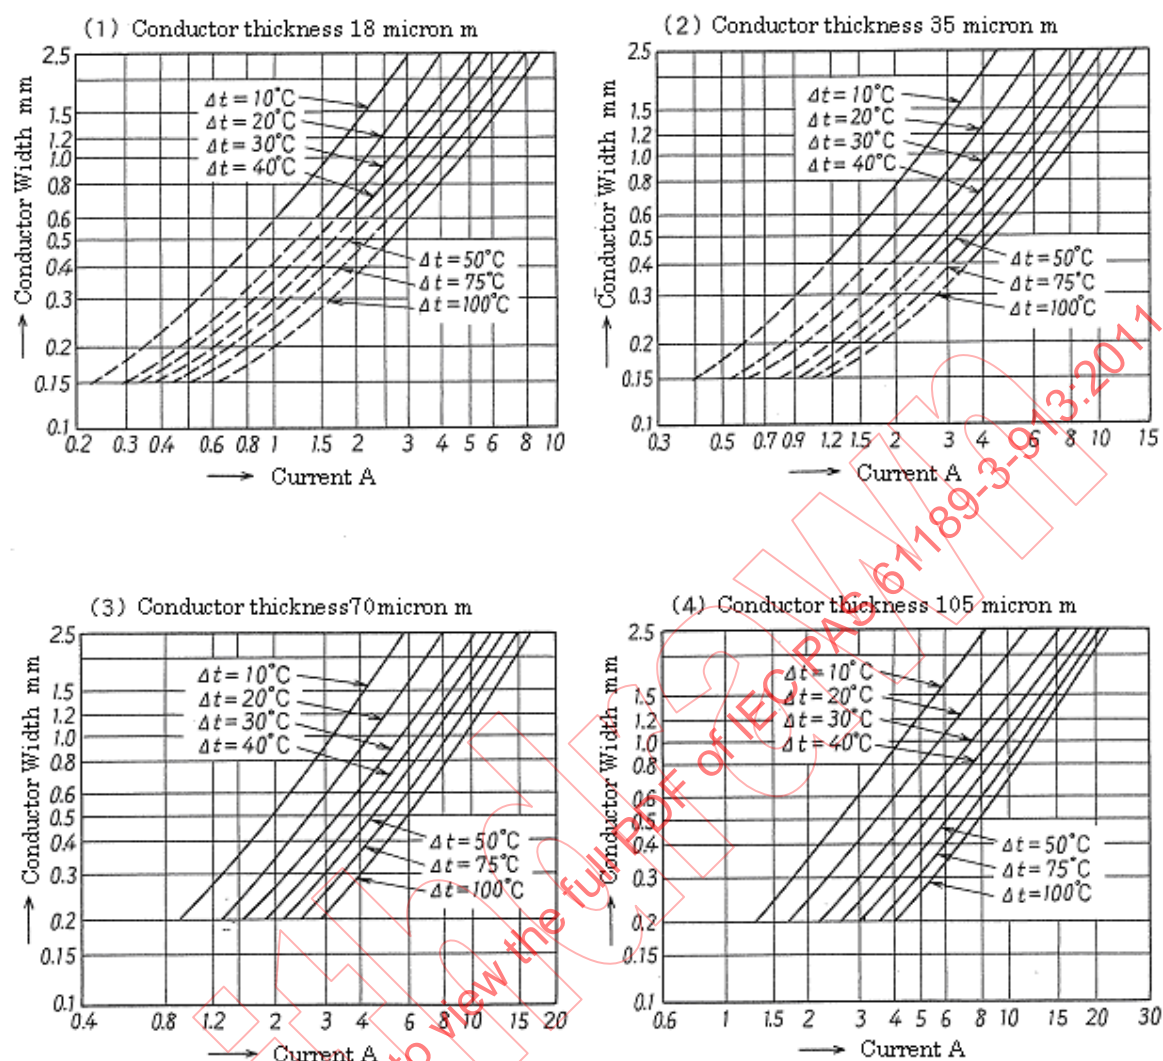 (1) Conductor thickness 18 micron m
2.5
1.5
1.2
1.0
0.8
0.6
0.5
0.4
0.3
0.2
0.15
0.1
Conductor Width mm
Δt=10°C
Δt=20°C
Δt=30°C
Δt=40°C
Δt=50°C
Δt=75°C
Δt=100°C
0.2 0.3 0.4 0.6 0.8 1 1.5 2 3 4 5 6 8 10
Current A
(2) Conductor thickness 35 micron m
2.5
1.5
1.2
1.0
0.8
0.6
0.5
0.4
0.3
0.2
0.15
0.1
Conductor Width mm
Δt=10°C
Δt=20°C
Δt=30°C
Δt=40°C
Δt=50°C
Δt=75°C
Δt=100°C
0.3 0.5 0.7 0.9 1.2 1.5 2 3 4 6 8 10 15
Current A
(3) Conductor thickness70micron m
2.5
1.5
1.2
1.0
0.8
0.6
0.5
0.4
0.3
0.2
0.15
0.1
Conductor Width mm
Δt=10°C
Δt=20°C
Δt=30°C
Δt=40°C
Δt=50°C
Δt=75°C
Δt=100°C
0.4 0.8 1.2 2 3 4 6 8 10 15 20
Current A
(4) Conductor thickness 105 micron m
2.5
1.5
1.2
1.0
0.8
0.6
0.5
0.4
0.3
0.2
0.15
0.1
Conductor Width mm
Δt=10°C
Δt=20°C
Δt=30°C
Δt=40°C
Δt=50°C
Δt=75°C
Δt=100°C
0.6 1 1.5 2 3 4 5 6 8 10 15 20 30
Current A
to view the full PDF of IEC PAS 61189-3-913:2011